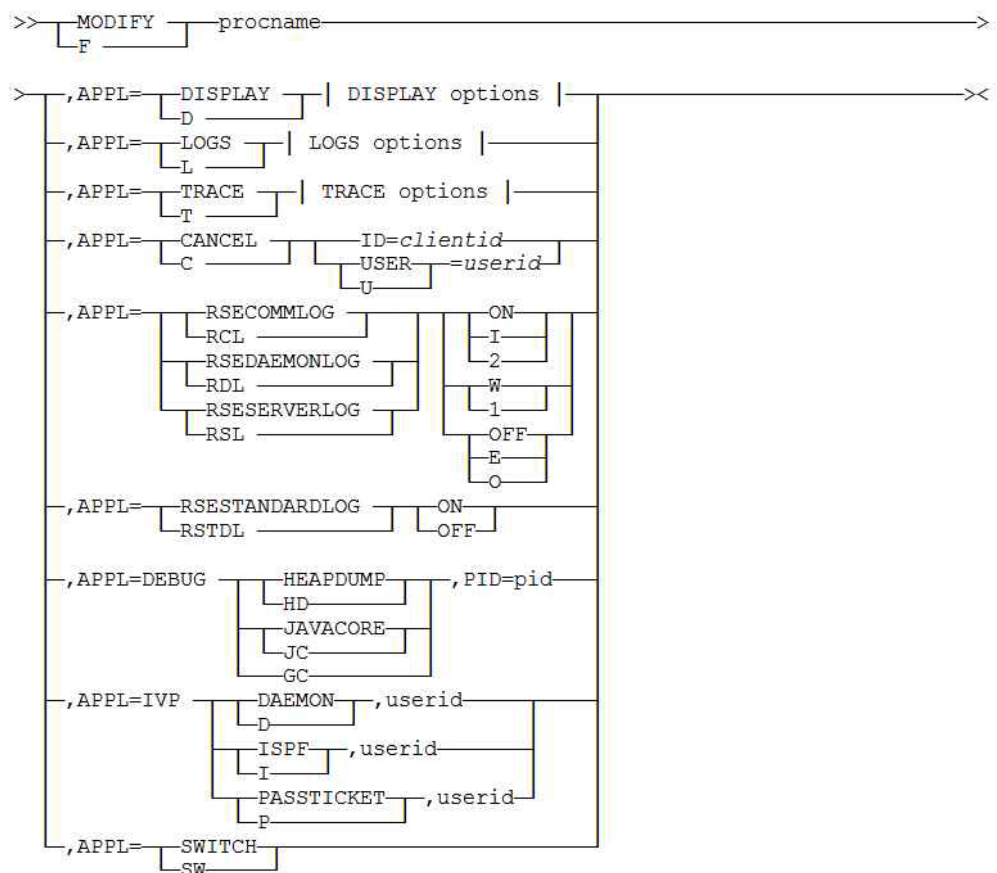 >> MODIFY procname >
F
> ,APPL= DISPLAY | DISPLAY options | ><
D
,APPL= LOGS | LOGS options |
L
,APPL= TRACE | TRACE options |
T
,APPL= CANCEL ID=clientid
C USER =userid
U
,APPL= RSECOMMLOG ON
RCL I
RSEDAEMONLOG 2
RDL W
RSESERVERLOG 1
RSL OFF
E
O
,APPL= RSESTANDARDLOG ON
RSTDL OFF
,APPL=DEBUG HEAPDUMP ,PID=pid
HD
JAVACORE
JC
GC
,APPL=IVP DAEMON ,userid
D
ISPF ,userid
I
PASSTICKET ,userid
P
,APPL= SWITCH
SW